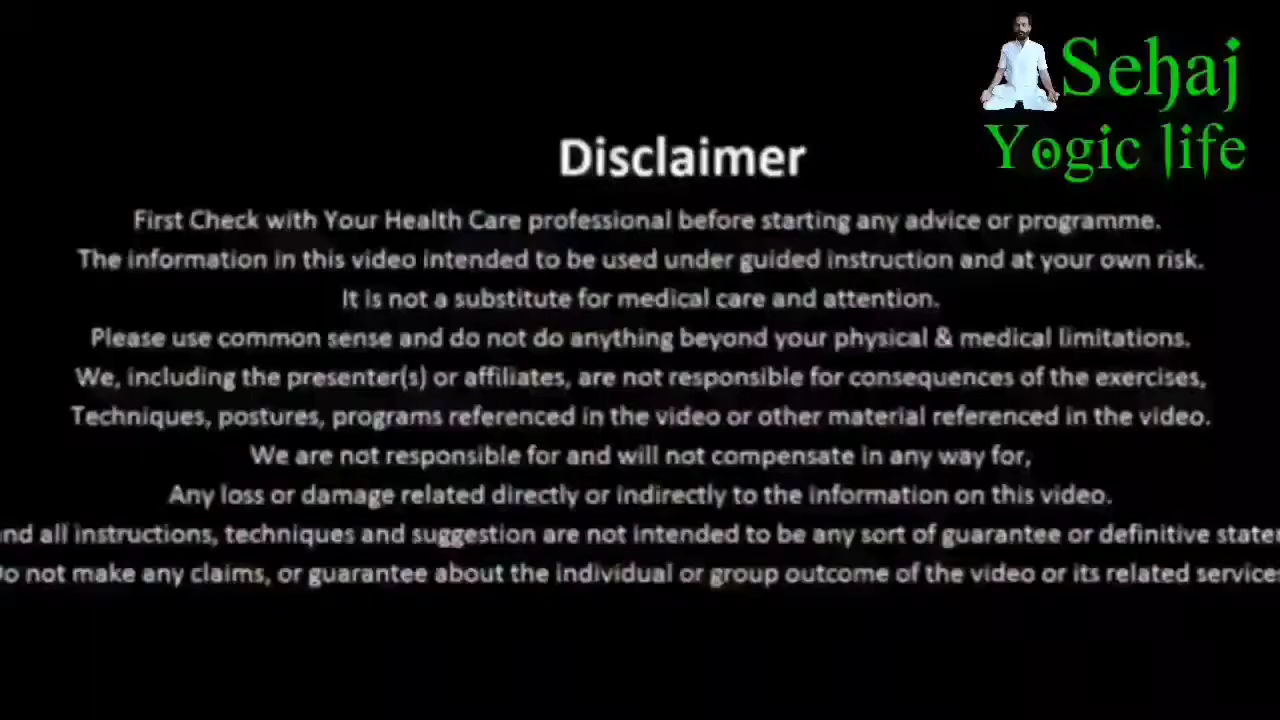 Sehaj
Yogic life
Disclaimer
First Check with Your Health Care professional before starting any advice or programme.
The information in this video intended to be used under guided instruction and at your own risk.
It is not a substitute for medical care and attention.
Please use common sense and do not do anything beyond your physical & medical limitations.
We, including the presenter(s) or affiliates, are not responsible for consequences of the exercises,
Techniques, postures, programs referenced in the video or other material referenced in the video.
We are not responsible for and will not compensate in any way for,
Any loss or damage related directly or indirectly to the information on this video.
all instructions, techniques and suggestion are not intended to be any sort of guarantee or definitive
not make any claims, or guarantee about the individual or group outcome of the video or its related